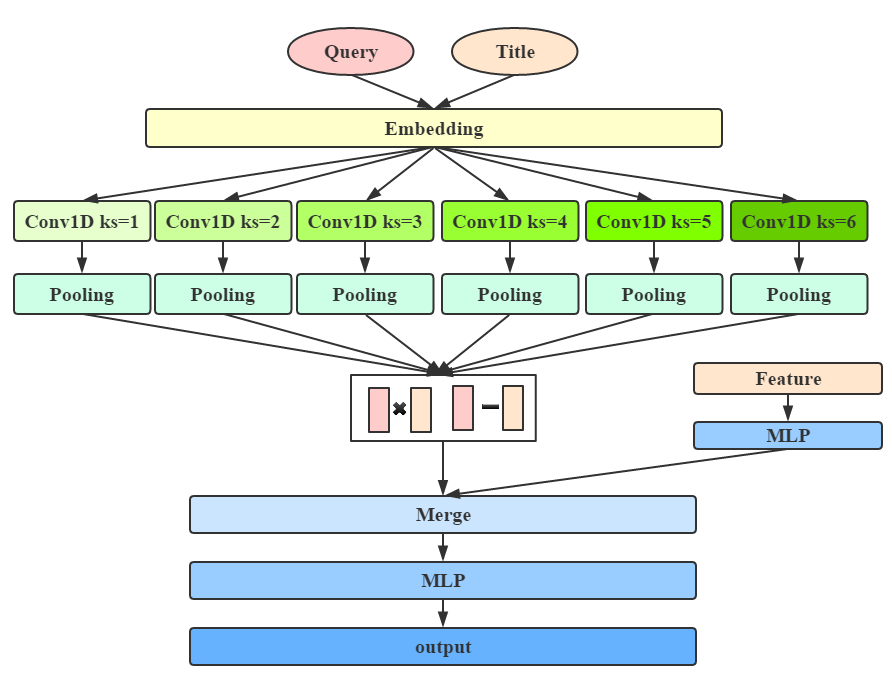 Query
Title
Embedding
Conv1D ks=1
Conv1D ks=2
Conv1D ks=3
Conv1D ks=4
Conv1D ks=5
Conv1D ks=6
Pooling
Pooling
Pooling
Pooling
Pooling
Pooling
Feature
MLP
Merge
MLP
output